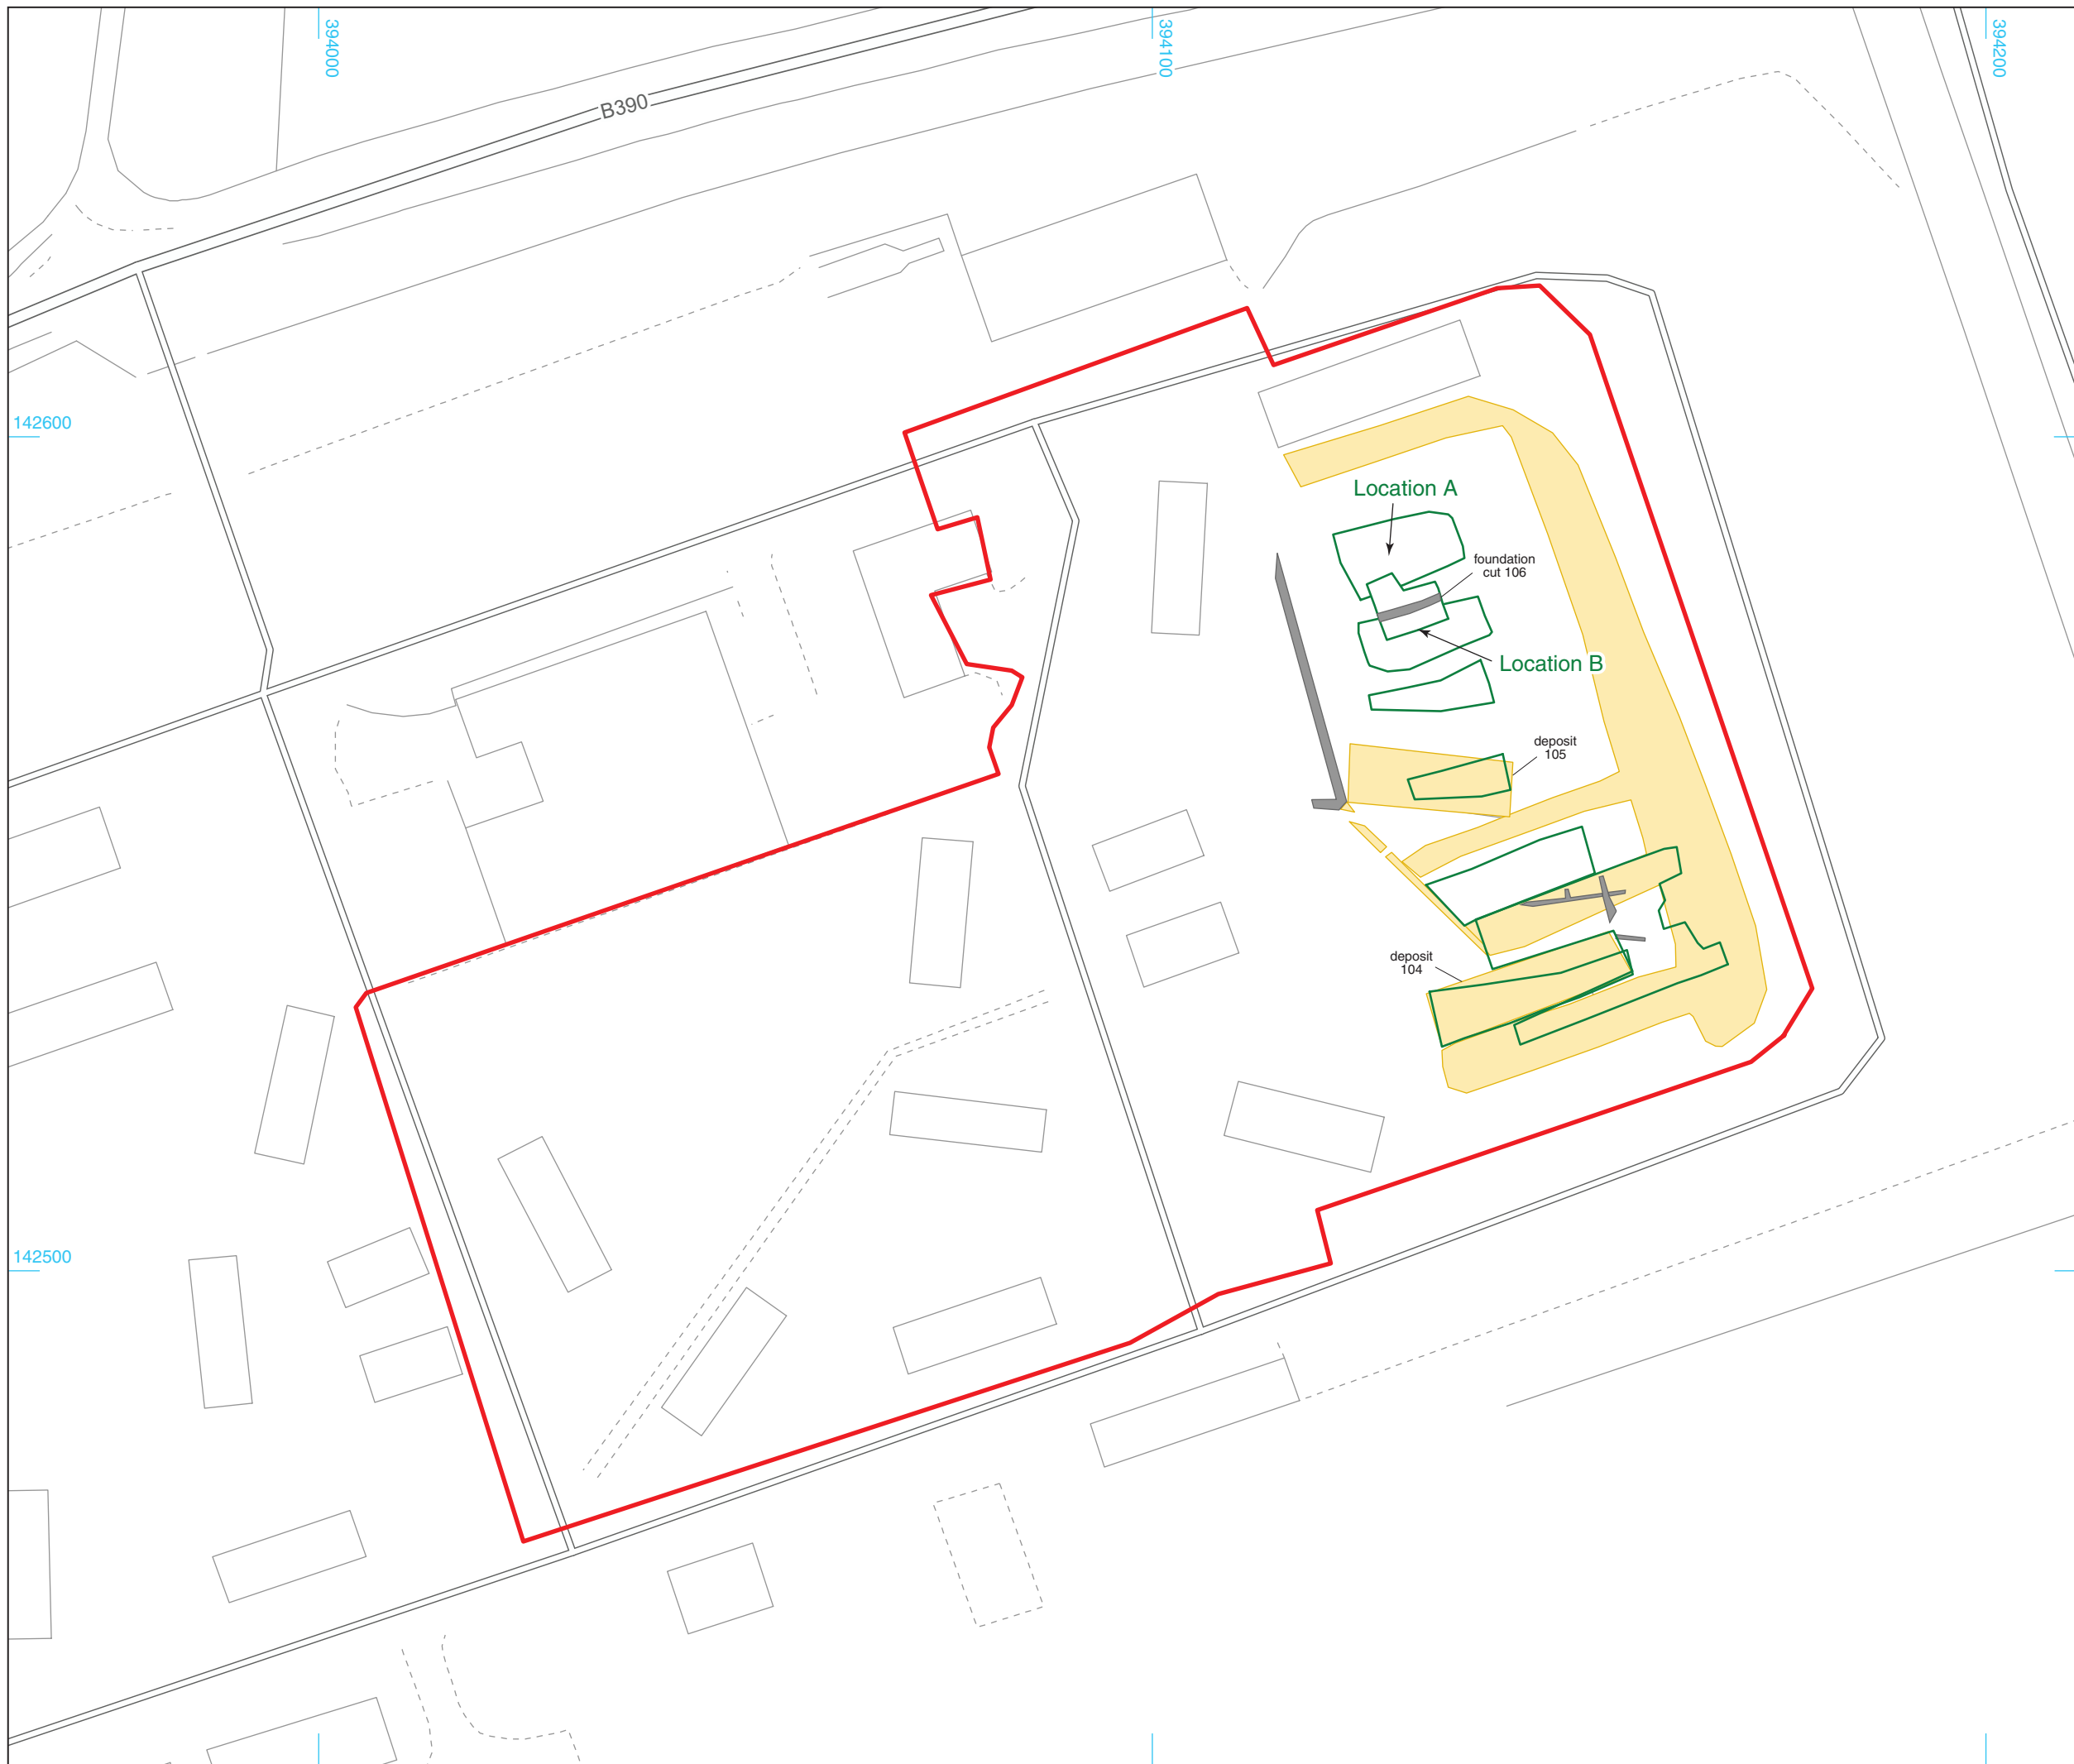 394000
394100
394200
B390
142600
Location A
foundation
cut 106
Location B
deposit
105
deposit
104
142500